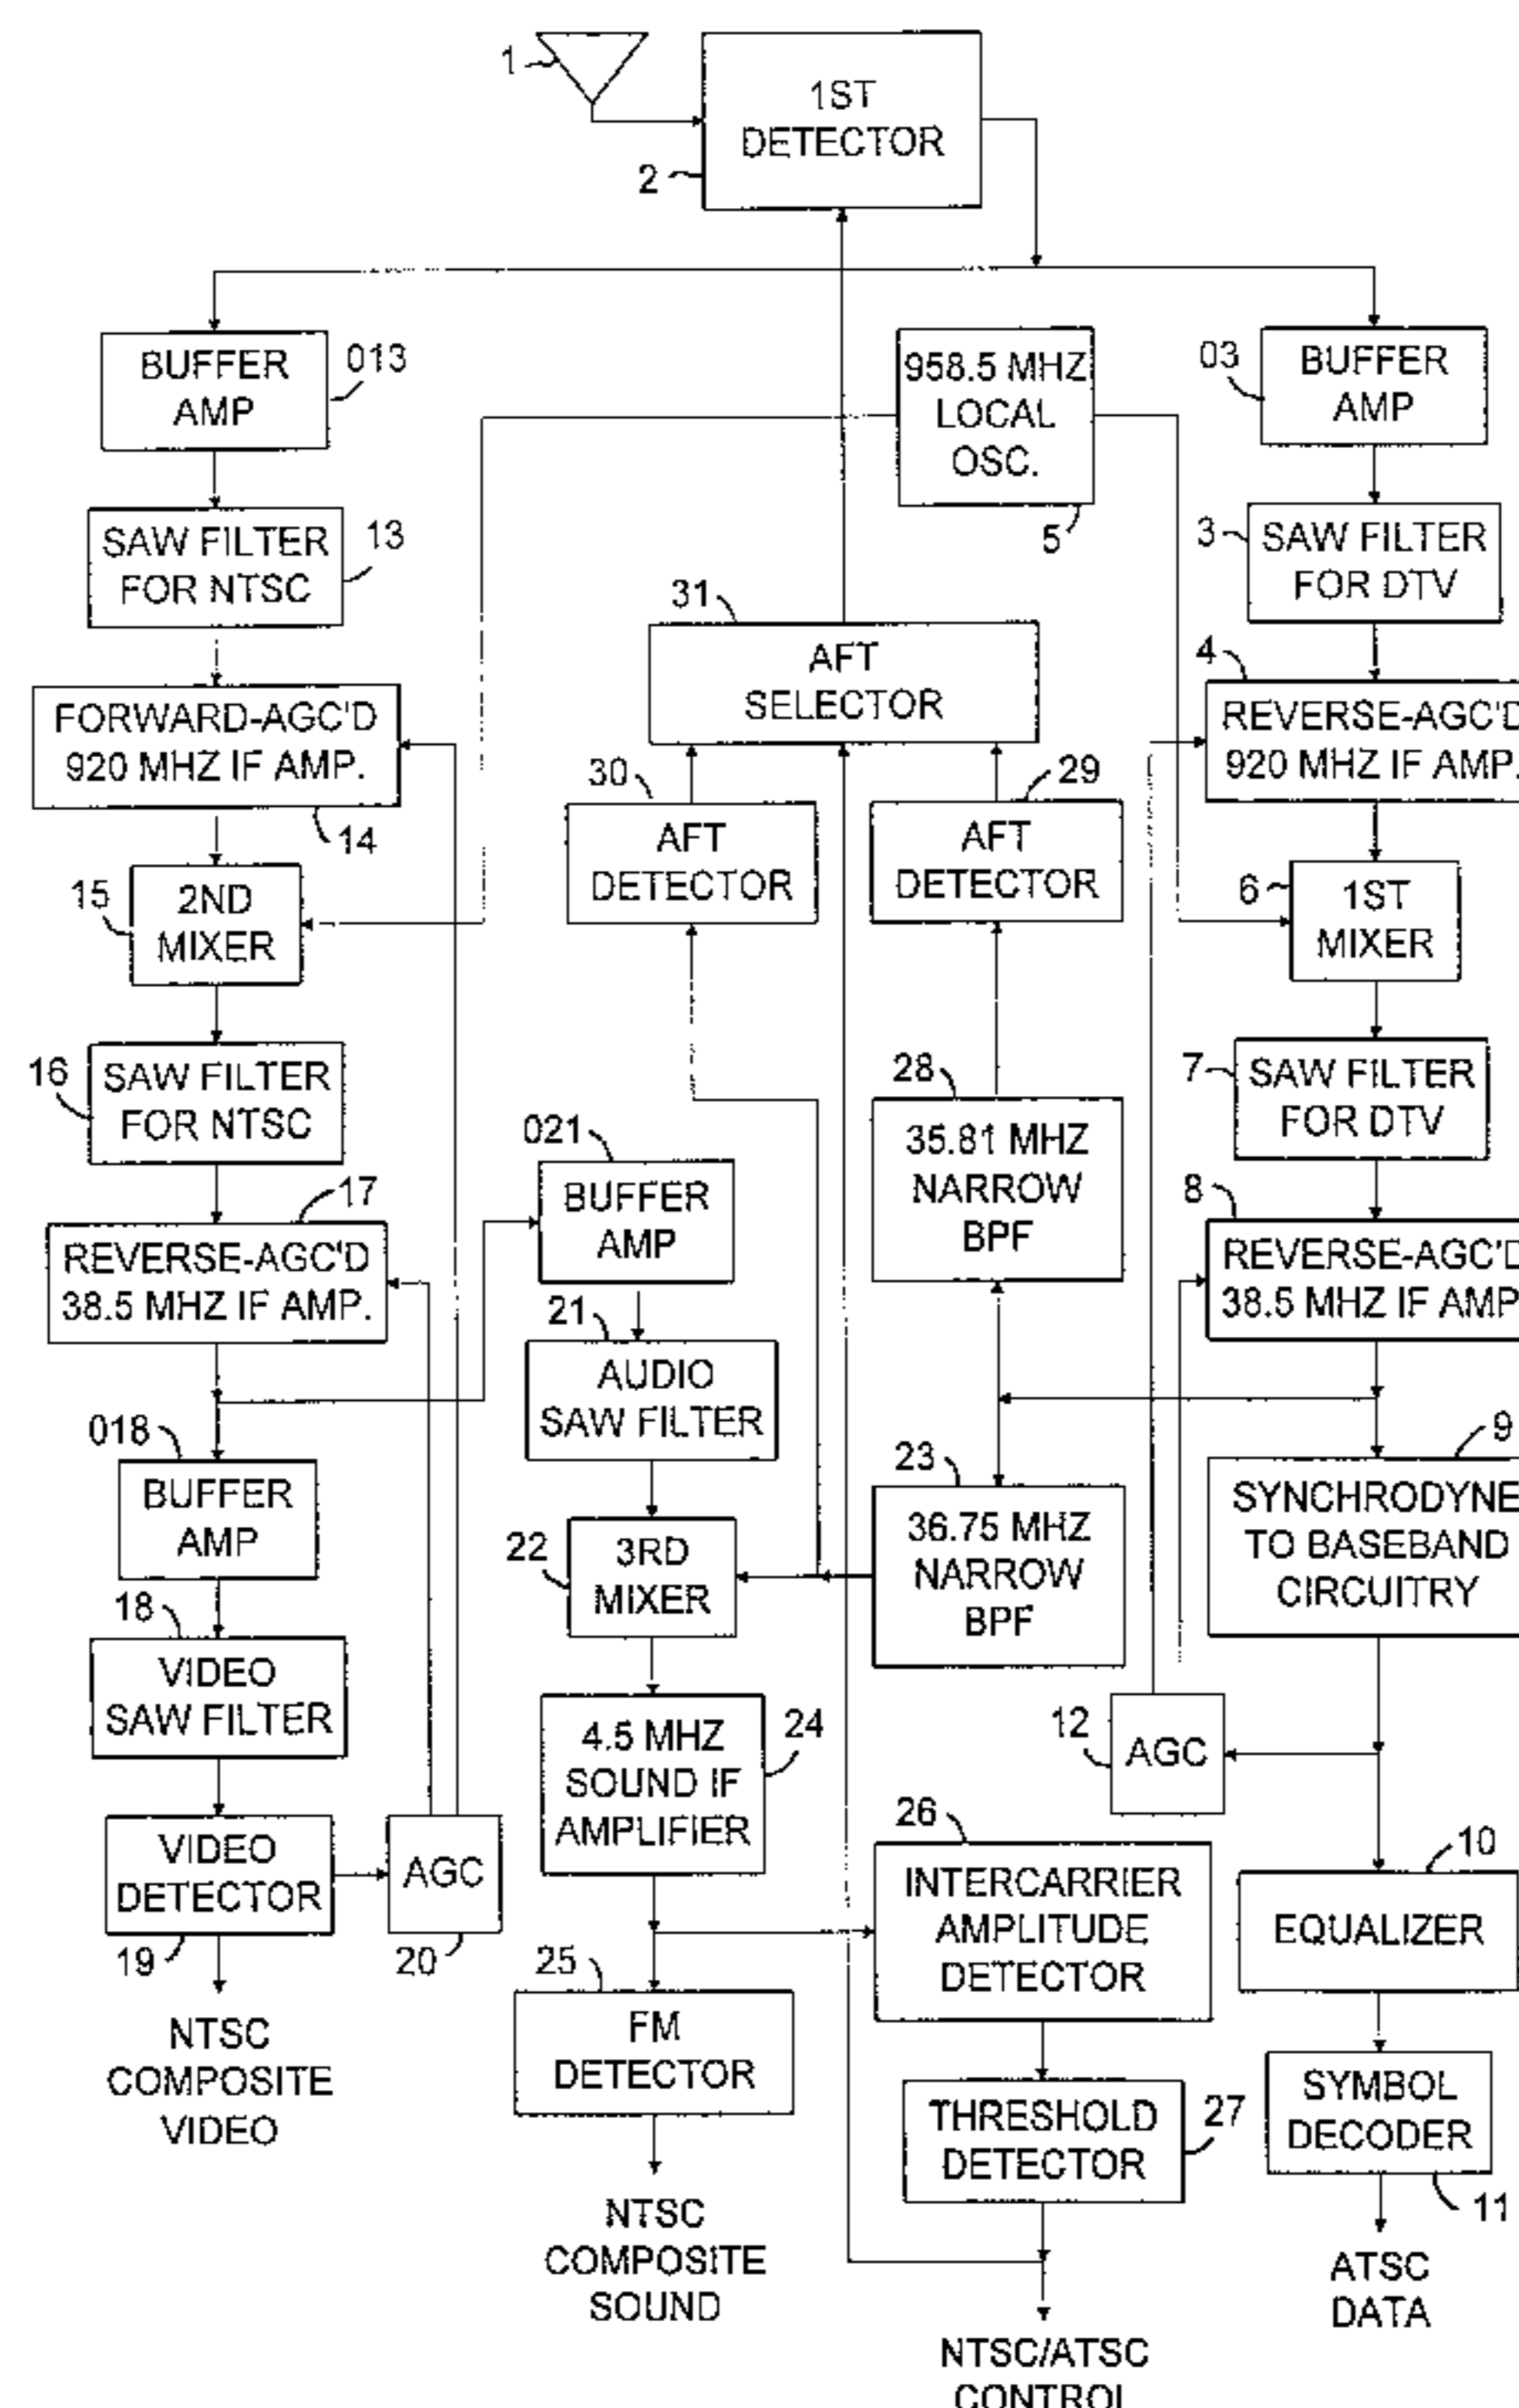 1
1ST
DETECTOR
2
BUFFER
AMP
013
958.5 MHZ
LOCAL
OSC.
5
03
BUFFER
AMP
SAW FILTER
FOR NTSC
13
3
SAW FILTER
FOR DTV
31
AFT
SELECTOR
4
FORWARD-AGC'D
920 MHZ IF AMP.
14
REVERSE-AGC'D
920 MHZ IF AMP.
30
AFT
DETECTOR
29
AFT
DETECTOR
15
2ND
MIXER
6
1ST
MIXER
16
SAW FILTER
FOR NTSC
28
35.81 MHZ
NARROW
BPF
7
SAW FILTER
FOR DTV
021
BUFFER
AMP
17
REVERSE-AGC'D
38.5 MHZ IF AMP.
8
REVERSE-AGC'D
38.5 MHZ IF AMP
21
AUDIO
SAW FILTER
018
BUFFER
AMP
23
36.75 MHZ
NARROW
BPF
9
SYNCHRODYNE
TO BASEBAND
CIRCUITRY
22
3RD
MIXER
18
VIDEO
SAW FILTER
24
4.5 MHZ
SOUND IF
AMPLIFIER
12
AGC
VIDEO
DETECTOR
19
AGC
20
26
INTERCARRIER
AMPLITUDE
DETECTOR
10
EQUALIZER
25
FM
DETECTOR
NTSC
COMPOSITE
VIDEO
THRESHOLD
DETECTOR
27
SYMBOL
DECODER
11
NTSC
COMPOSITE
SOUND
ATSC
DATA
NTSC/ATSC
CONTROL